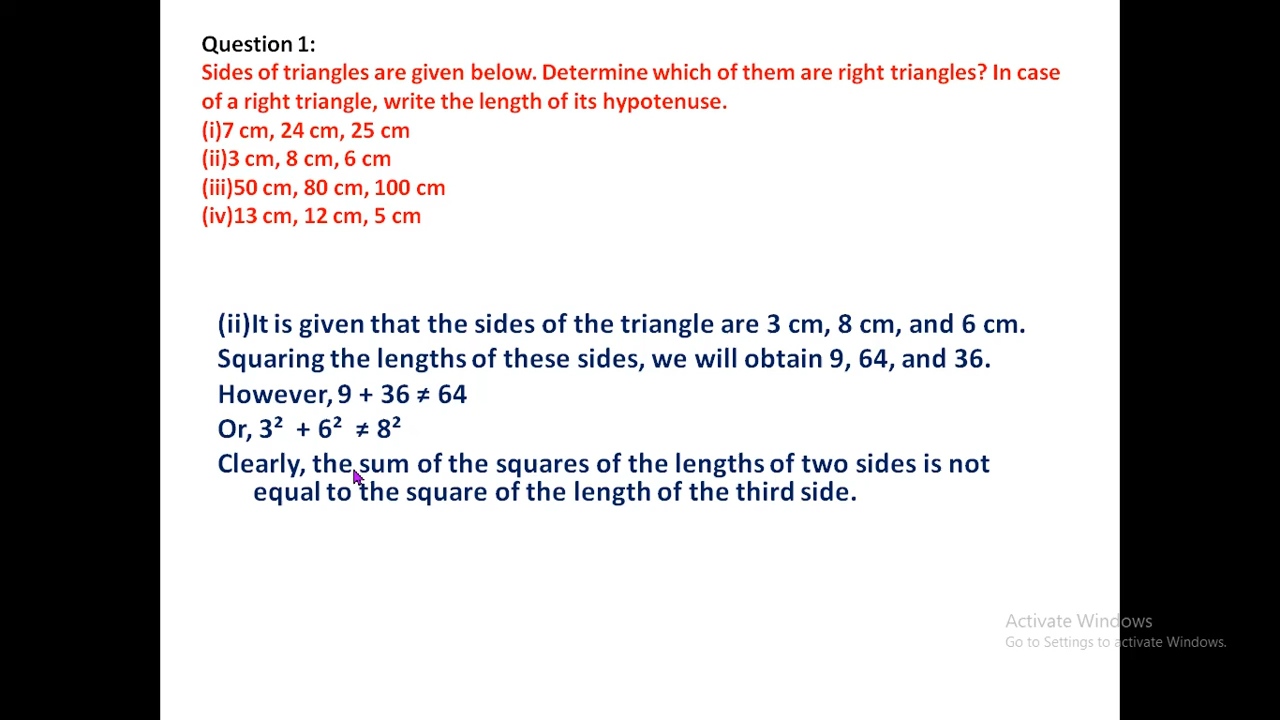 Question 1:
Sides of triangles are given below. Determine which of them are right triangles? In case
of a right triangle, write the length of its hypotenuse.
(i)7 cm, 24 cm, 25 cm
(ii)3 cm, 8 cm, 6 cm
(iii)50 cm, 80 cm, 100 cm
(iv)13 cm, 12 cm, 5 cm
(ii)It is given that the sides of the triangle are 3 cm, 8 cm, and 6 cm.
Squaring the lengths of these sides, we will obtain 9, 64, and 36.
However, 9 + 36 ≠ 64
Or, 3² + 6² ≠ 8²
Clearly, the sum of the squares of the lengths of two sides is not
equal to the square of the length of the third side.
Activate Windows
Go to Settings to activate Windows.